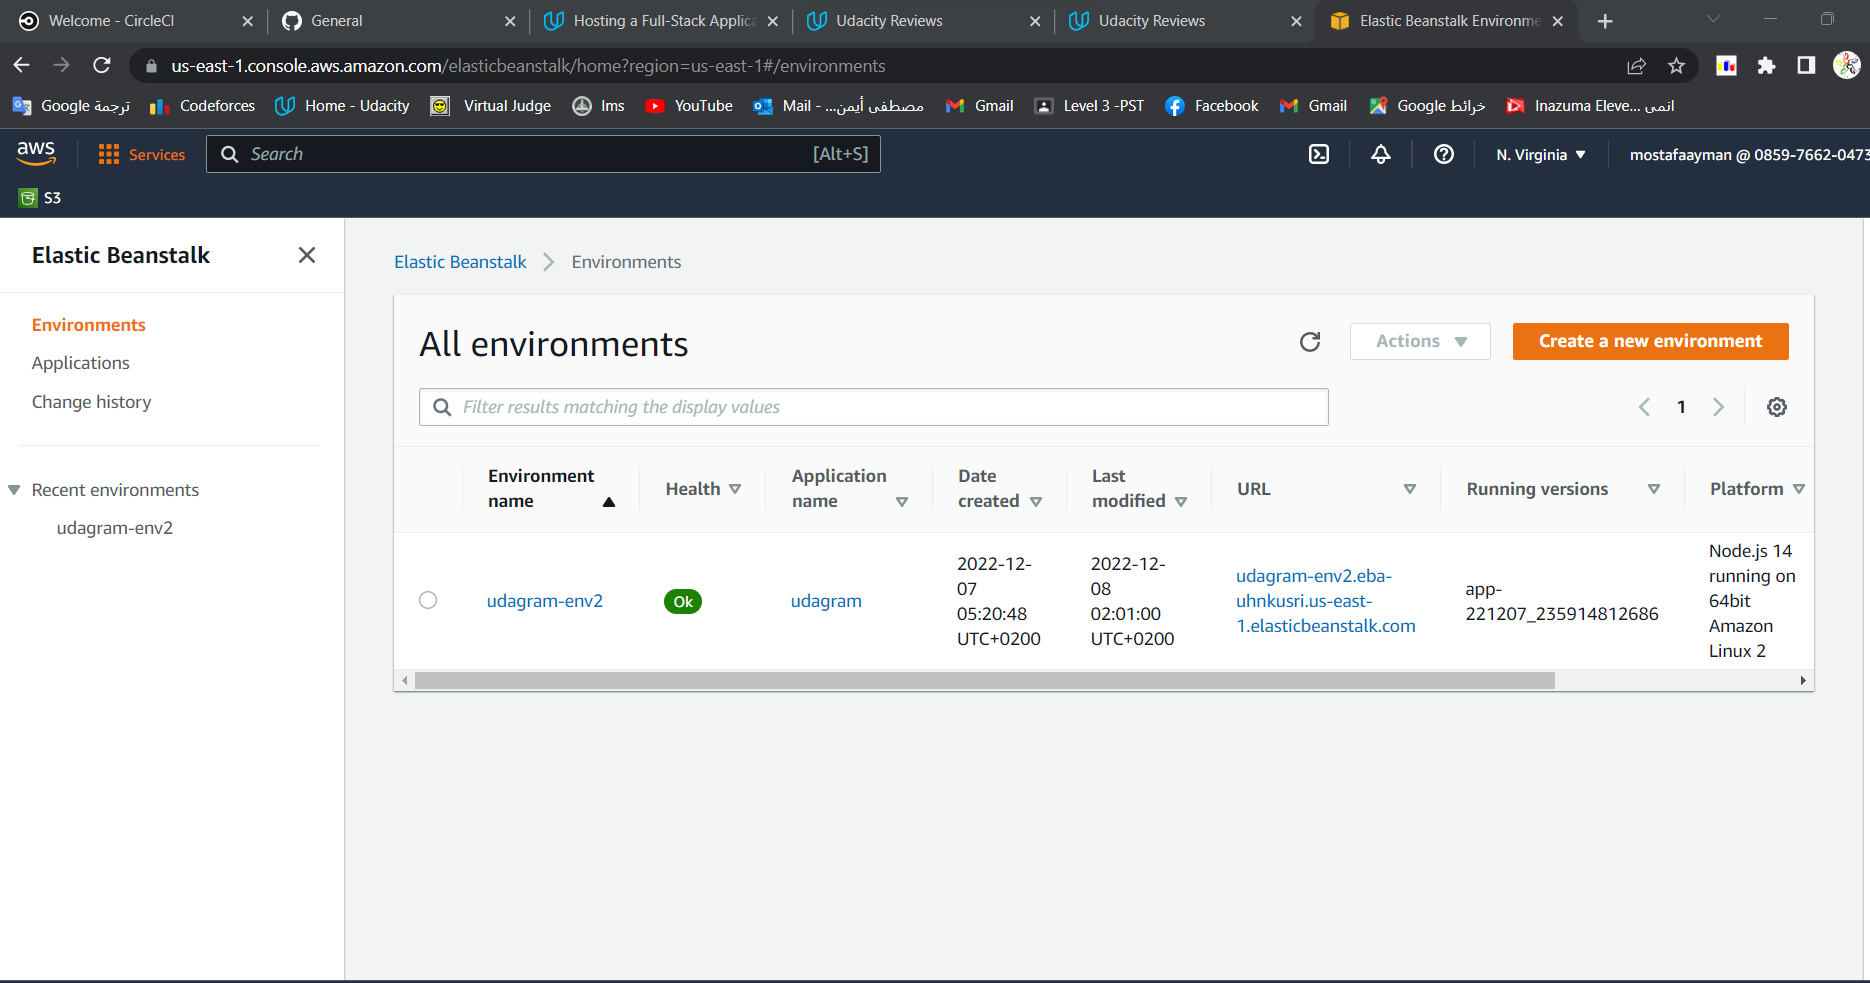 Welcome - CircleCI
General
Hosting a Full-Stack Applica
Udacity Reviews
Udacity Reviews
Elastic Beanstalk Environme
us-east-1.console.aws.amazon.com/elasticbeanstalk/home?region=us-east-1#/environments
ترجمة Google
Codeforces
Home - Udacity
Virtual Judge
Ims
YouTube
Mail - ...مصطفى أيمن
Gmail
Level 3 -PST
Facebook
Gmail
خرائط Google
Inazuma Eleve... انمى
aws
Services
Search
[Alt+S]
N. Virginia
mostafaayman @ 0859-7662-0473
S3
Elastic Beanstalk
Environments
Applications
Change history
Recent environments
udagram-env2
Elastic Beanstalk
Environments
All environments
Actions
Create a new environment
Filter results matching the display values
1
Environment
name
Health
Application
name
Date
created
Last
modified
URL
Running versions
Platform
udagram-env2
Ok
udagram
2022-12-
07
05:20:48
UTC+0200
2022-12-
08
02:01:00
UTC+0200
udagram-env2.eba-
uhnkusri.us-east-
1.elasticbeanstalk.com
app-
221207_235914812686
Node.js 14
running on
64bit
Amazon
Linux 2